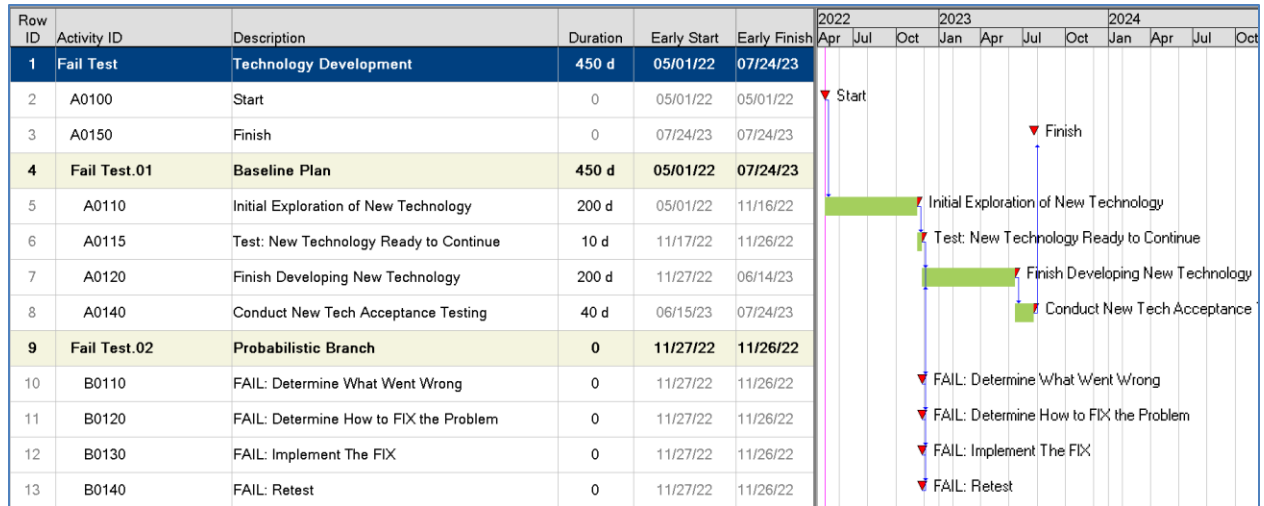 Row ID Activity ID Description Duration Early Start Early Finish
2022 2023 2024
Apr Jul Oct Jan Apr Jul Oct Jan Apr Jul Oct
1 Fail Test Technology Development 450 d 05/01/22 07/24/23
2 A0100 Start 0 05/01/22 05/01/22 Start
3 A0150 Finish 0 07/24/23 07/24/23 Finish
4 Fail Test.01 Baseline Plan 450 d 05/01/22 07/24/23
5 A0110 Initial Exploration of New Technology 200 d 05/01/22 11/16/22 Initial Exploration of New Technology
6 A0115 Test: New Technology Ready to Continue 10 d 11/17/22 11/26/22 Test: New Technology Ready to Continue
7 A0120 Finish Developing New Technology 200 d 11/27/22 06/14/23 Finish Developing New Technology
8 A0140 Conduct New Tech Acceptance Testing 40 d 06/15/23 07/24/23 Conduct New Tech Acceptance
9 Fail Test.02 Probabilistic Branch 0 11/27/22 11/26/22
10 B0110 FAIL: Determine What Went Wrong 0 11/27/22 11/26/22 FAIL: Determine What Went Wrong
11 B0120 FAIL: Determine How to FIX the Problem 0 11/27/22 11/26/22 FAIL: Determine How to FIX the Problem
12 B0130 FAIL: Implement The FIX 0 11/27/22 11/26/22 FAIL: Implement The FIX
13 B0140 FAIL: Retest 0 11/27/22 11/26/22 FAIL: Retest